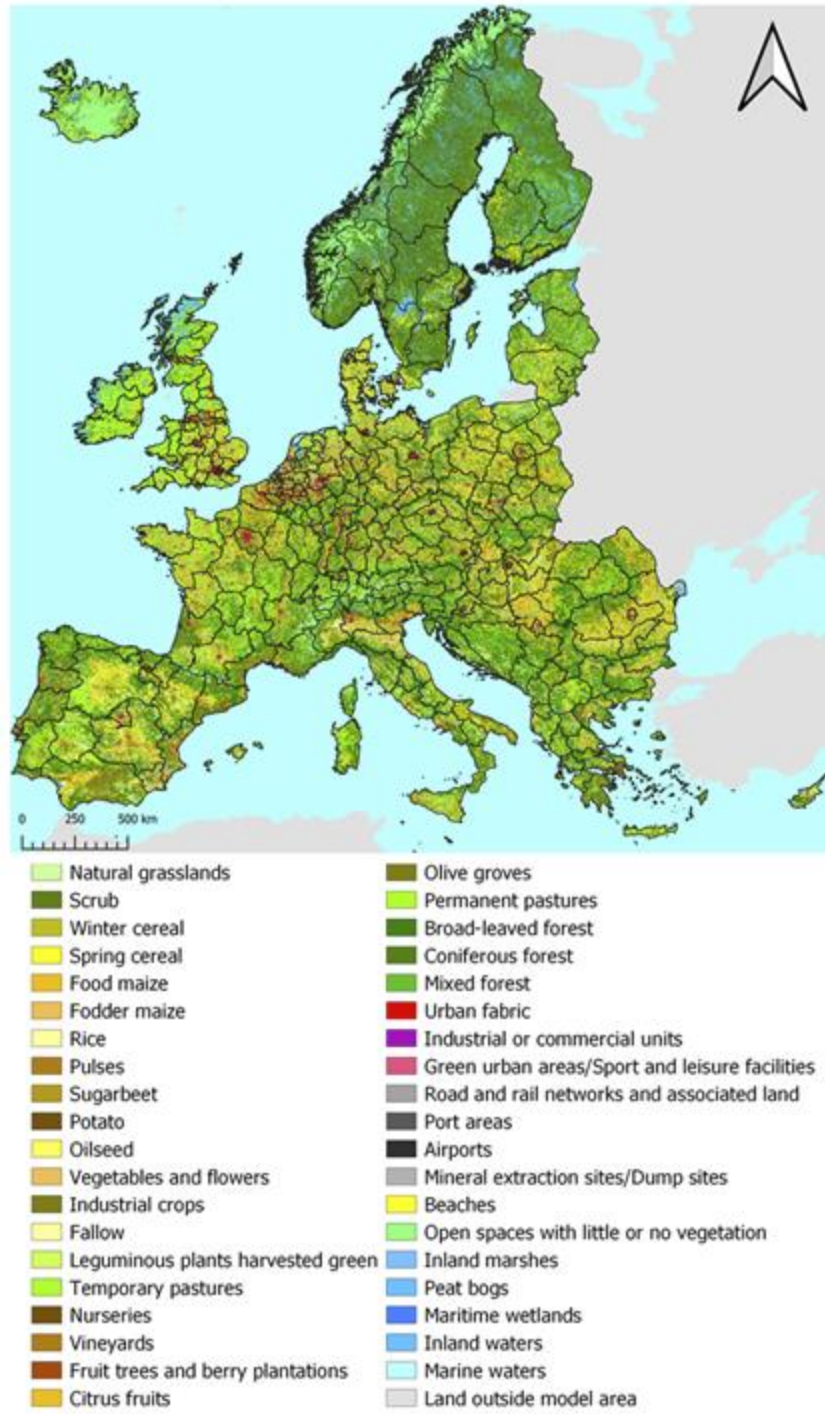 0 250 500 km
Natural grasslands
Scrub
Winter cereal
Spring cereal
Food maize
Fodder maize
Rice
Pulses
Sugarbeet
Potato
Oilseed
Vegetables and flowers
Industrial crops
Fallow
Leguminous plants harvested green
Temporary pastures
Nurseries
Vineyards
Fruit trees and berry plantations
Citrus fruits
Olive groves
Permanent pastures
Broad-leaved forest
Coniferous forest
Mixed forest
Urban fabric
Industrial or commercial units
Green urban areas/Sport and leisure facilities
Road and rail networks and associated land
Port areas
Airports
Mineral extraction sites/Dump sites
Beaches
Open spaces with little or no vegetation
Inland marshes
Peat bogs
Maritime wetlands
Inland waters
Marine waters
Land outside model area